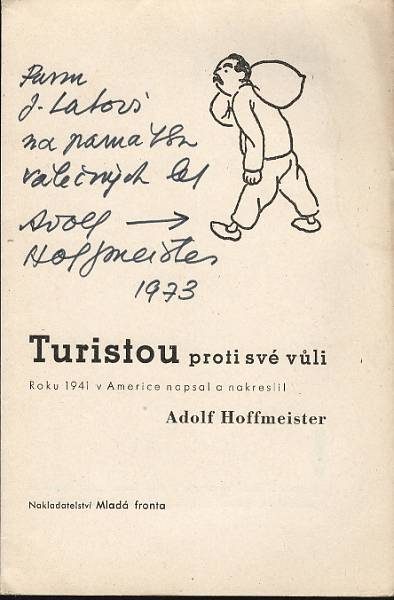 Panu
J. Latovi
na památku
válečných let
Adolf →
Hoffmeister
1973
Turistou proti své vůli
Roku 1941 v Americe napsal a nakreslil
Adolf Hoffmeister
Nakladatelství Mladá fronta